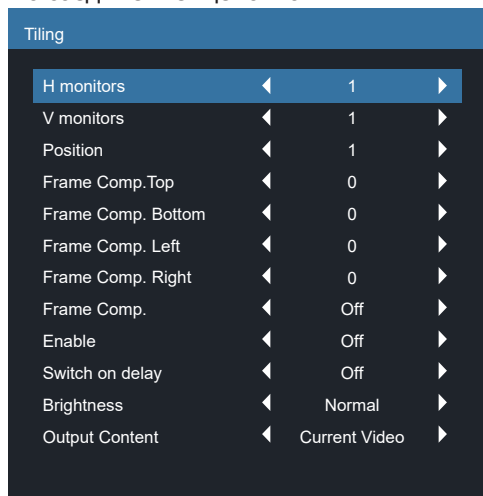 Tiling
H monitors 1
V monitors 1
Position 1
Frame Comp.Top 0
Frame Comp. Bottom 0
Frame Comp. Left 0
Frame Comp. Right 0
Frame Comp. Off
Enable Off
Switch on delay Off
Brightness Normal
Output Content Current Video